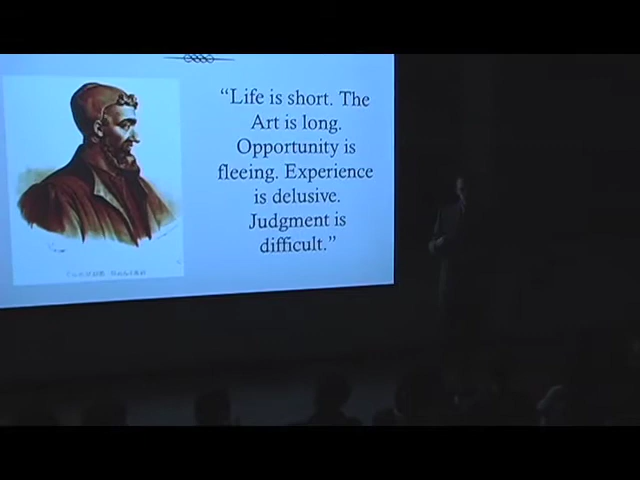 “Life is short. The
Art is long.
Opportunity is
fleeing. Experience
is delusive.
Judgment is
difficult.”